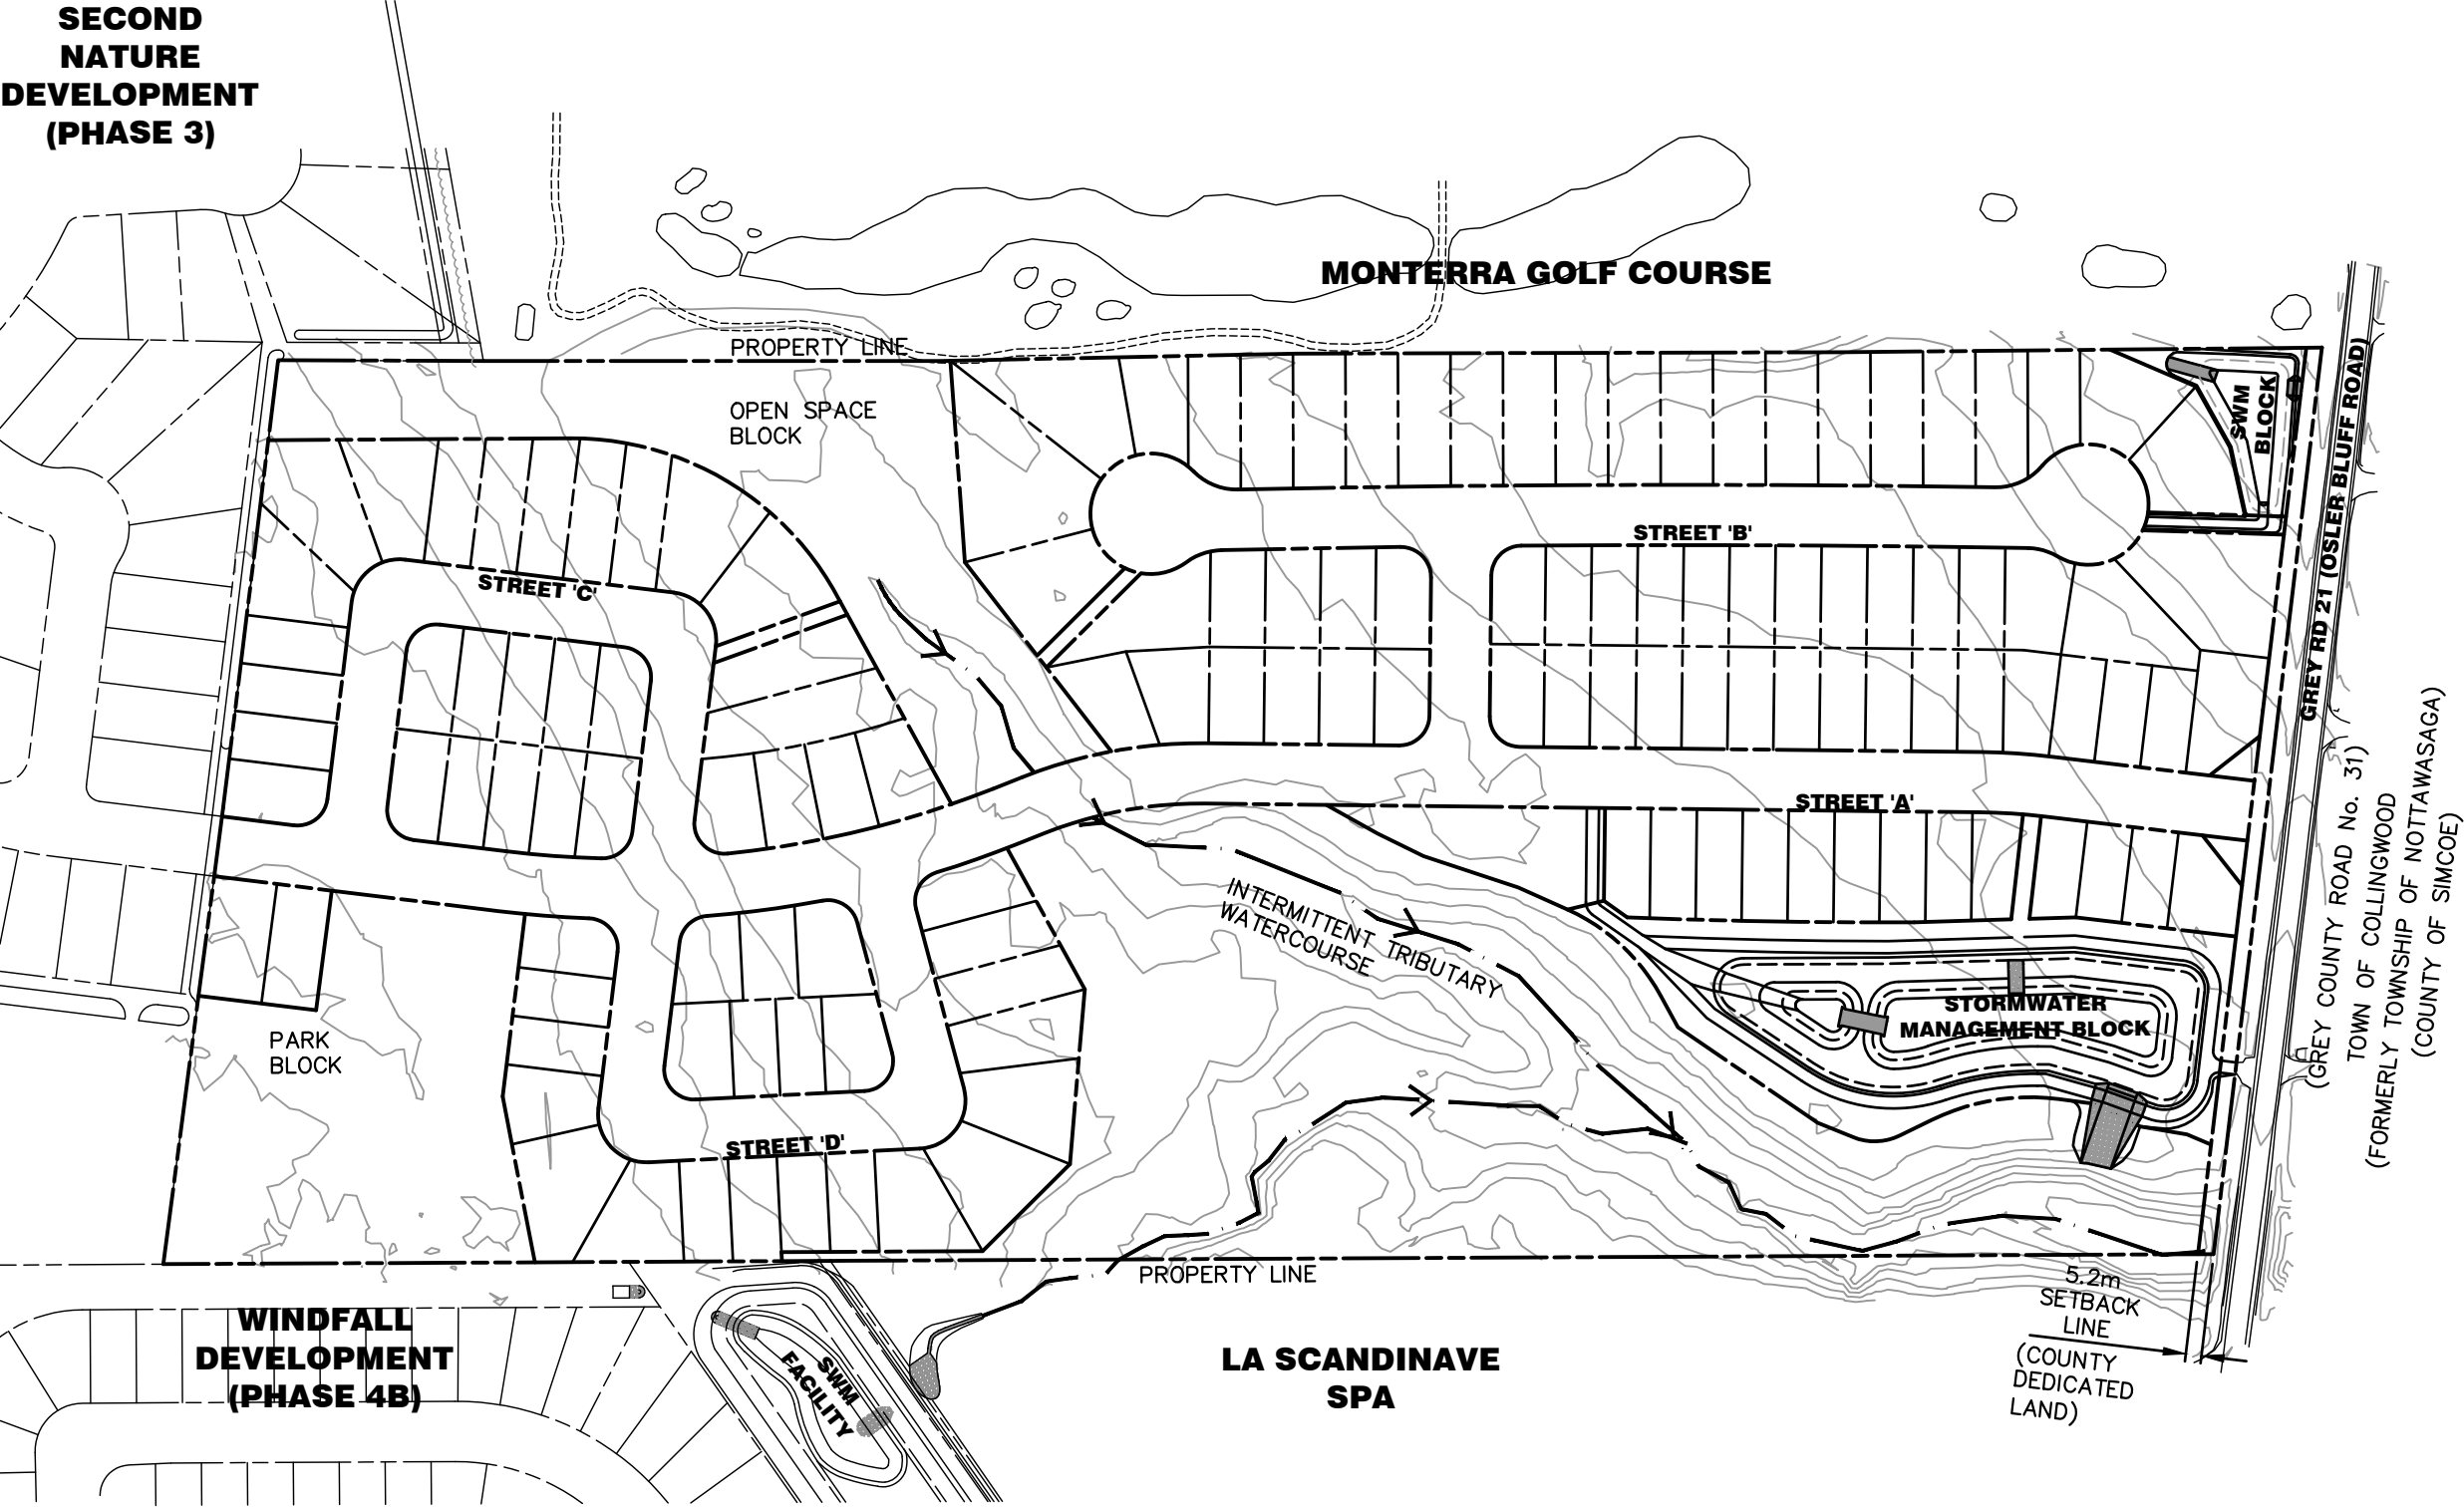 SECOND
NATURE
DEVELOPMENT
(PHASE 3)
MONTERRA GOLF COURSE
PROPERTY LINE
OPEN SPACE
BLOCK
SWM
BLOCK
GREY RD 21 (OSLER BLUFF ROAD)
STREET 'B'
STREET 'C'
(GREY COUNTY ROAD No. 31)
TOWN OF COLLINGWOOD
(FORMERLY TOWNSHIP OF NOTTAWASAGA)
(COUNTY OF SIMCOE)
STREET 'A'
INTERMITTENT TRIBUTARY
WATERCOURSE
STORMWATER
MANAGEMENT BLOCK
PARK
BLOCK
STREET 'D'
PROPERTY LINE
5.2m
SETBACK
LINE
(COUNTY
DEDICATED
LAND)
WINDFALL
DEVELOPMENT
(PHASE 4B)
SWM
FACILITY
LA SCANDINAVE
SPA